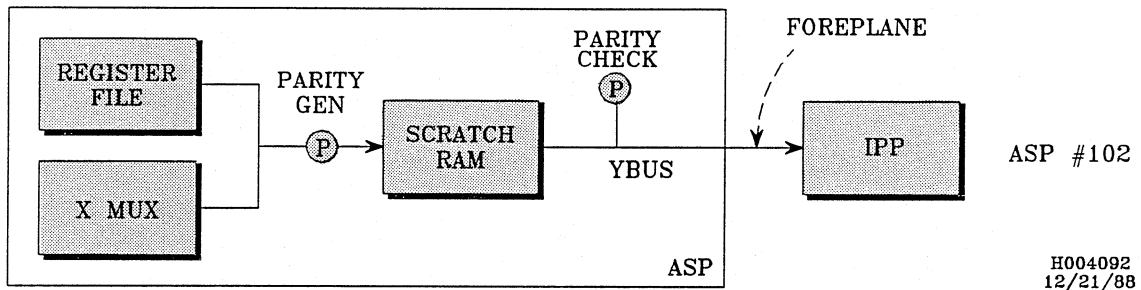 REGISTER
FILE
X MUX
PARITY
GEN
P
SCRATCH
RAM
PARITY
CHECK
P
YBUS
ASP
FOREPLANE
IPP
ASP #102
H004092
12/21/88